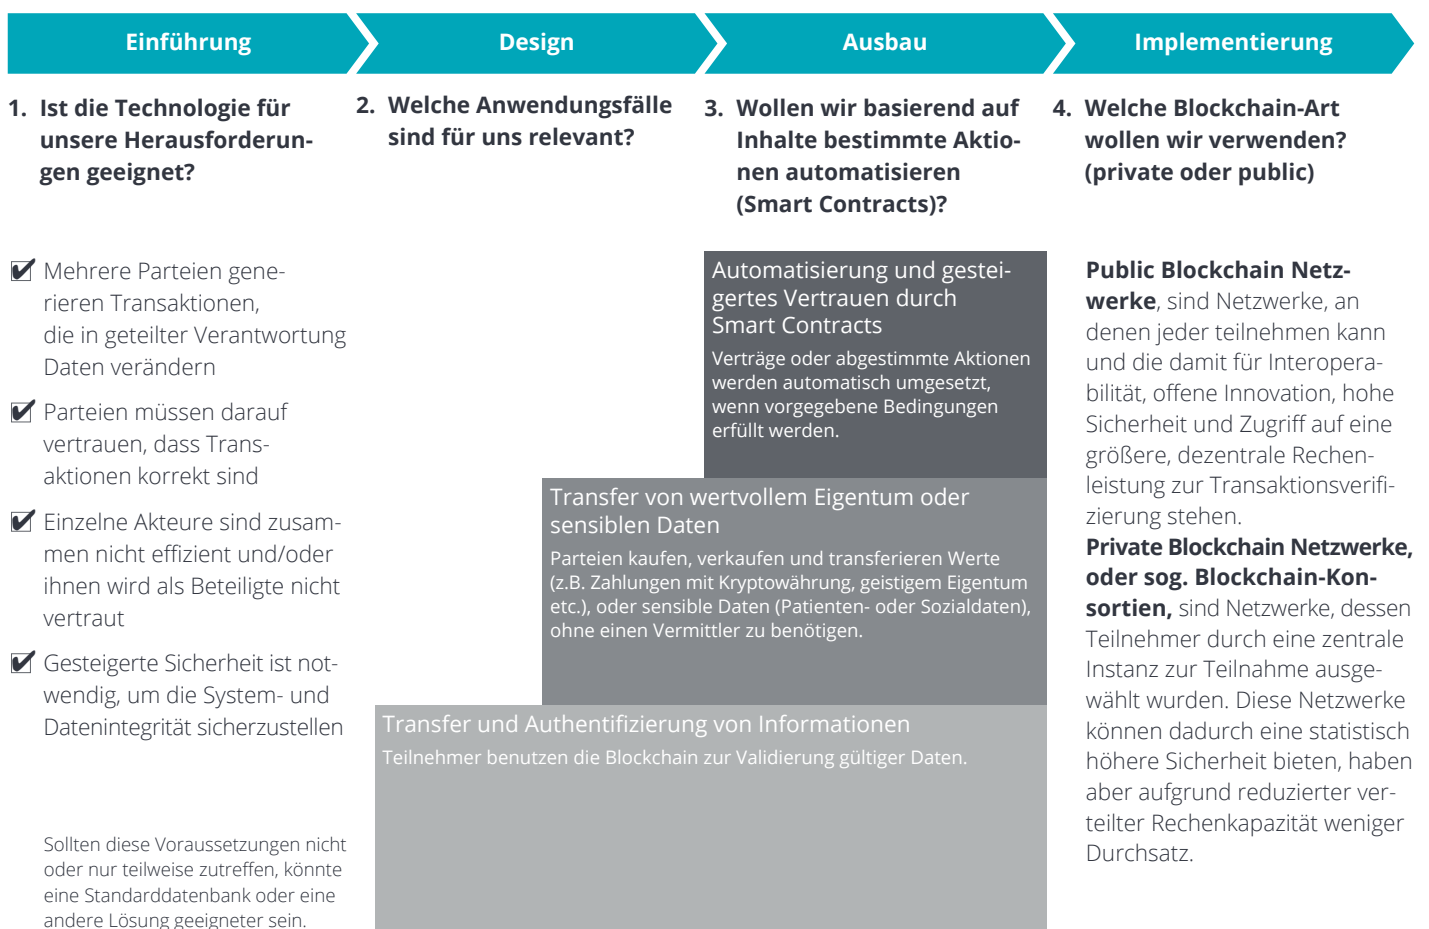 Einführung
Design
Ausbau
Implementierung
1. Ist die Technologie für
unsere Herausforderun-
gen geeignet?
2. Welche Anwendungsfälle
sind für uns relevant?
3. Wollen wir basierend auf
Inhalte bestimmte Aktio-
nen automatisieren
(Smart Contracts)?
4. Welche Blockchain-Art
wollen wir verwenden?
(private oder public)
Mehrere Parteien gene-
rieren Transaktionen,
die in geteilter Verantwortung
Daten verändern
Parteien müssen darauf
vertrauen, dass Trans-
aktionen korrekt sind
Einzelne Akteure sind zusam-
men nicht effizient und/oder
ihnen wird als Beteiligte nicht
vertraut
Gesteigerte Sicherheit ist not-
wendig, um die System- und
Datenintegrität sicherzustellen
Sollten diese Voraussetzungen nicht
oder nur teilweise zutreffen, könnte
eine Standarddatenbank oder eine
andere Lösung geeigneter sein.
Automatisierung und gestei-
gertes Vertrauen durch
Smart Contracts
Verträge oder abgestimmte Aktionen
werden automatisch umgesetzt,
wenn vorgegebene Bedingungen
erfüllt werden.
Transfer von wertvollem Eigentum oder
sensiblen Daten
Parteien kaufen, verkaufen und transferieren Werte
(z.B. Zahlungen mit Kryptowährung, geistigem Eigentum
etc.), oder sensible Daten (Patienten- oder Sozialdaten),
ohne einen Vermittler zu benötigen.
Transfer und Authentifizierung von Informationen
Teilnehmer benutzen die Blockchain zur Validierung gültiger Daten.
Public Blockchain Netz-
werke, sind Netzwerke, an
denen jeder teilnehmen kann
und die damit für Interopera-
bilität, offene Innovation, hohe
Sicherheit und Zugriff auf eine
größere, dezentrale Rechen-
leistung zur Transaktionsverifi-
zierung stehen.
Private Blockchain Netzwerke,
oder sog. Blockchain-Kon-
sortien, sind Netzwerke, dessen
Teilnehmer durch eine zentrale
Instanz zur Teilnahme ausge-
wählt wurden. Diese Netzwerke
können dadurch eine statistisch
höhere Sicherheit bieten, haben
aber aufgrund reduzierter ver-
teilter Rechenkapazität weniger
Durchsatz.